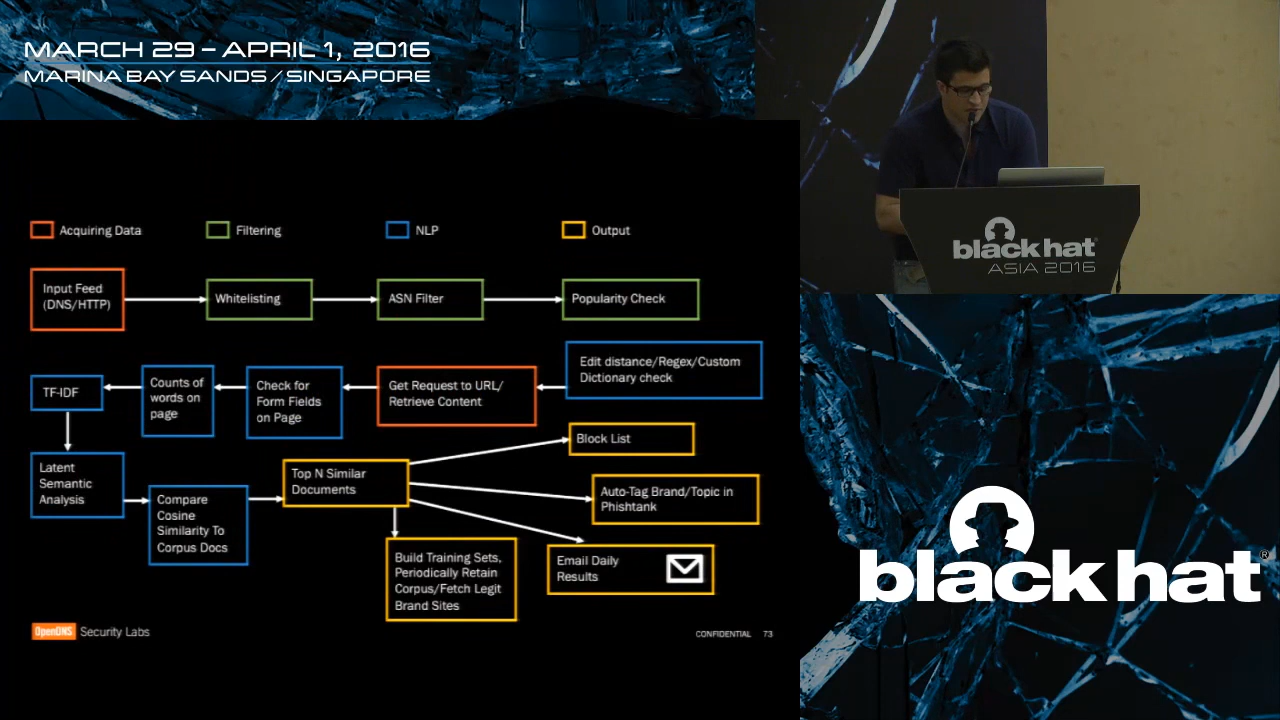 MARCH 29 – APRIL 1, 2016
MARINA BAY SANDS / SINGAPORE
black hat®
ASIA 2016
Acquiring Data
Filtering
NLP
Output
Input Feed
(DNS/HTTP)
Whitelisting
ASN Filter
Popularity Check
Edit distance/Regex/Custom
Dictionary check
Get Request to URL/
Retrieve Content
Check for
Form Fields
on Page
Counts of
words on
page
TF-IDF
Latent
Semantic
Analysis
Compare
Cosine
Similarity To
Corpus Docs
Top N Similar
Documents
Block List
Auto-Tag Brand/Topic in
Phishtank
Email Daily
Results
Build Training Sets,
Periodically Retain
Corpus/Fetch Legit
Brand Sites
OpenDNS Security Labs
CONFIDENTIAL 73
black hat®